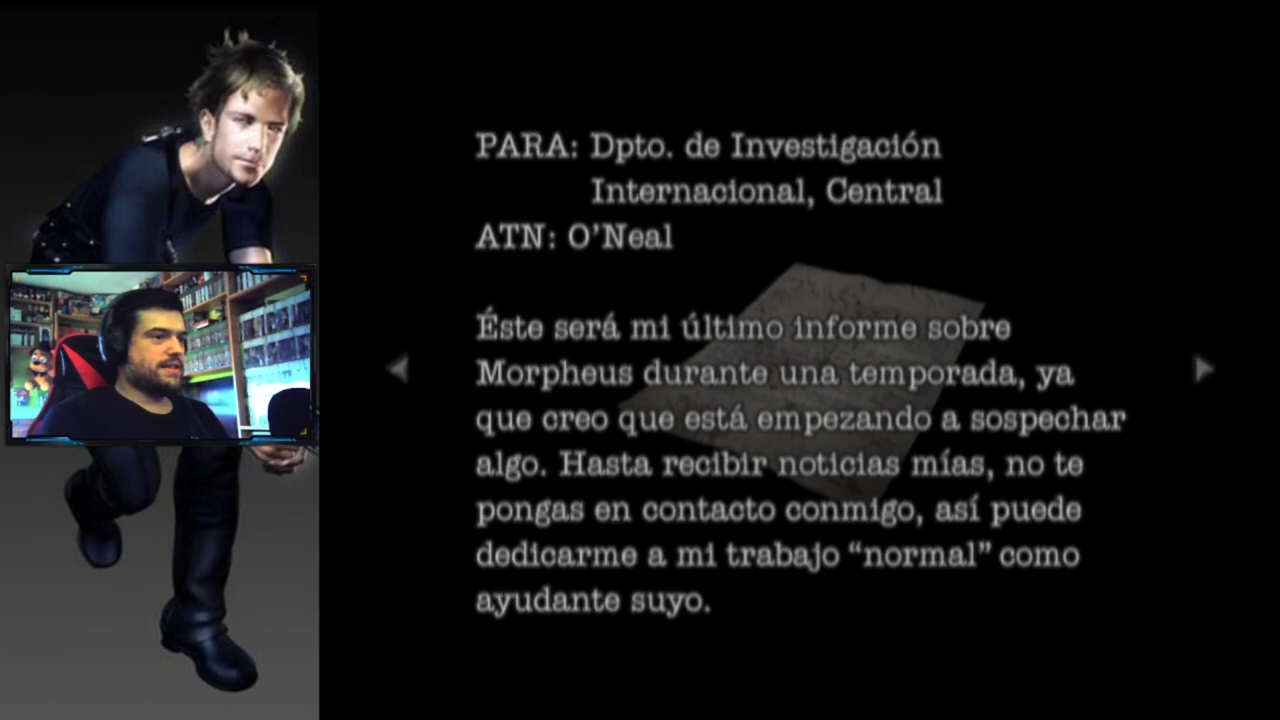 PARA: Dpto. de Investigación
Internacional, Central
ATN: O'Neal
Éste será mi último informe sobre
Morpheus durante una temporada, ya
que creo que está empezando a sospechar
algo. Hasta recibir noticias mías, no te
pongas en contacto conmigo, así puede
dedicarme a mi trabajo “normal” como
ayudante suyo.